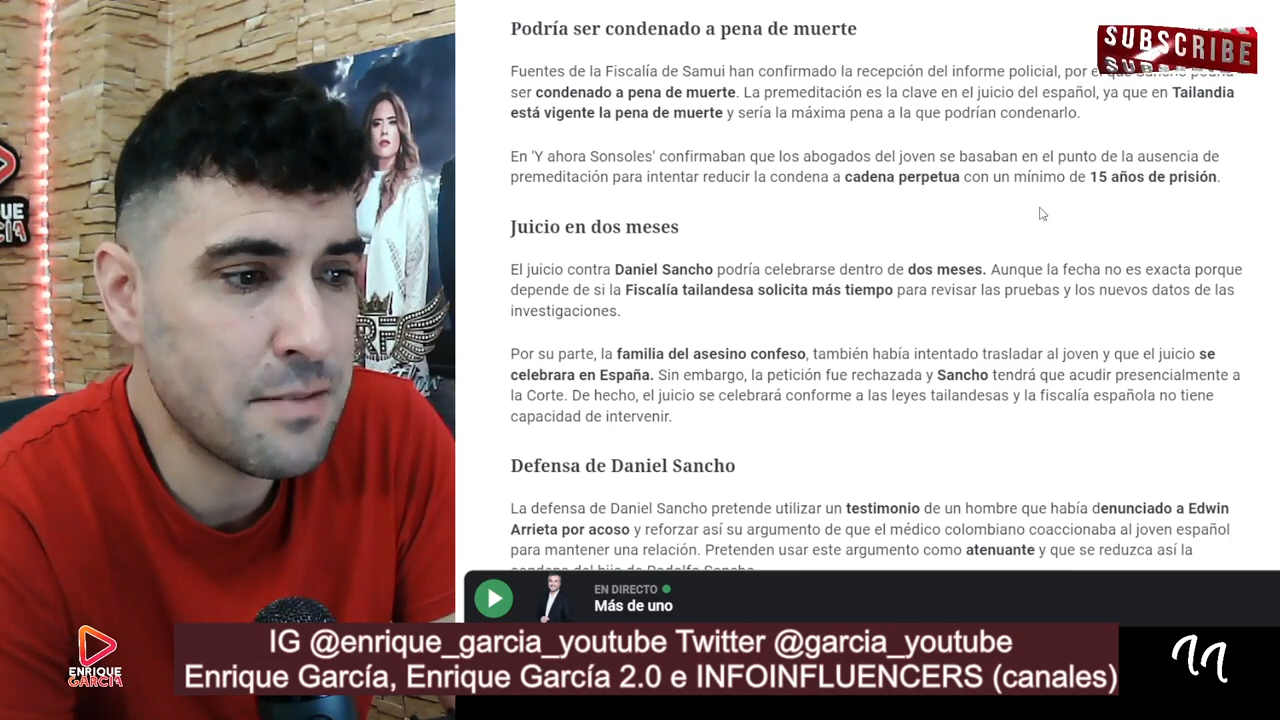 Podría ser condenado a pena de muerte
SUBSCRIBE
Fuentes de la Fiscalía de Samui han confirmado la recepción del informe policial, por el que Sancho podría
ser condenado a pena de muerte. La premeditación es la clave en el juicio del español, ya que en Tailandia
está vigente la pena de muerte y sería la máxima pena a la que podrían condenarlo.
En 'Y ahora Sonsoles' confirmaban que los abogados del joven se basaban en el punto de la ausencia de
premeditación para intentar reducir la condena a cadena perpetua con un mínimo de 15 años de prisión.
Juicio en dos meses
El juicio contra Daniel Sancho podría celebrarse dentro de dos meses. Aunque la fecha no es exacta porque
depende de si la Fiscalía tailandesa solicita más tiempo para revisar las pruebas y los nuevos datos de las
investigaciones.
Por su parte, la familia del asesino confeso, también había intentado trasladar al joven y que el juicio se
celebrara en España. Sin embargo, la petición fue rechazada y Sancho tendrá que acudir presencialmente a
la Corte. De hecho, el juicio se celebrará conforme a las leyes tailandesas y la fiscalía española no tiene
capacidad de intervenir.
Defensa de Daniel Sancho
La defensa de Daniel Sancho pretende utilizar un testimonio de un hombre que había denunciado a Edwin
Arrieta por acoso y reforzar así su argumento de que el médico colombiano coaccionaba al joven español
para mantener una relación. Pretenden usar este argumento como atenuante y que se reduzca así la
condena del hijo de Rodolfo Sancho.
EN DIRECTO
Más de uno
IG @enrique_garcia_youtube Twitter @garcia_youtube
Enrique García, Enrique García 2.0 e INFOINFLUENCERS (canales)
ENRIQUE
GARCÍA